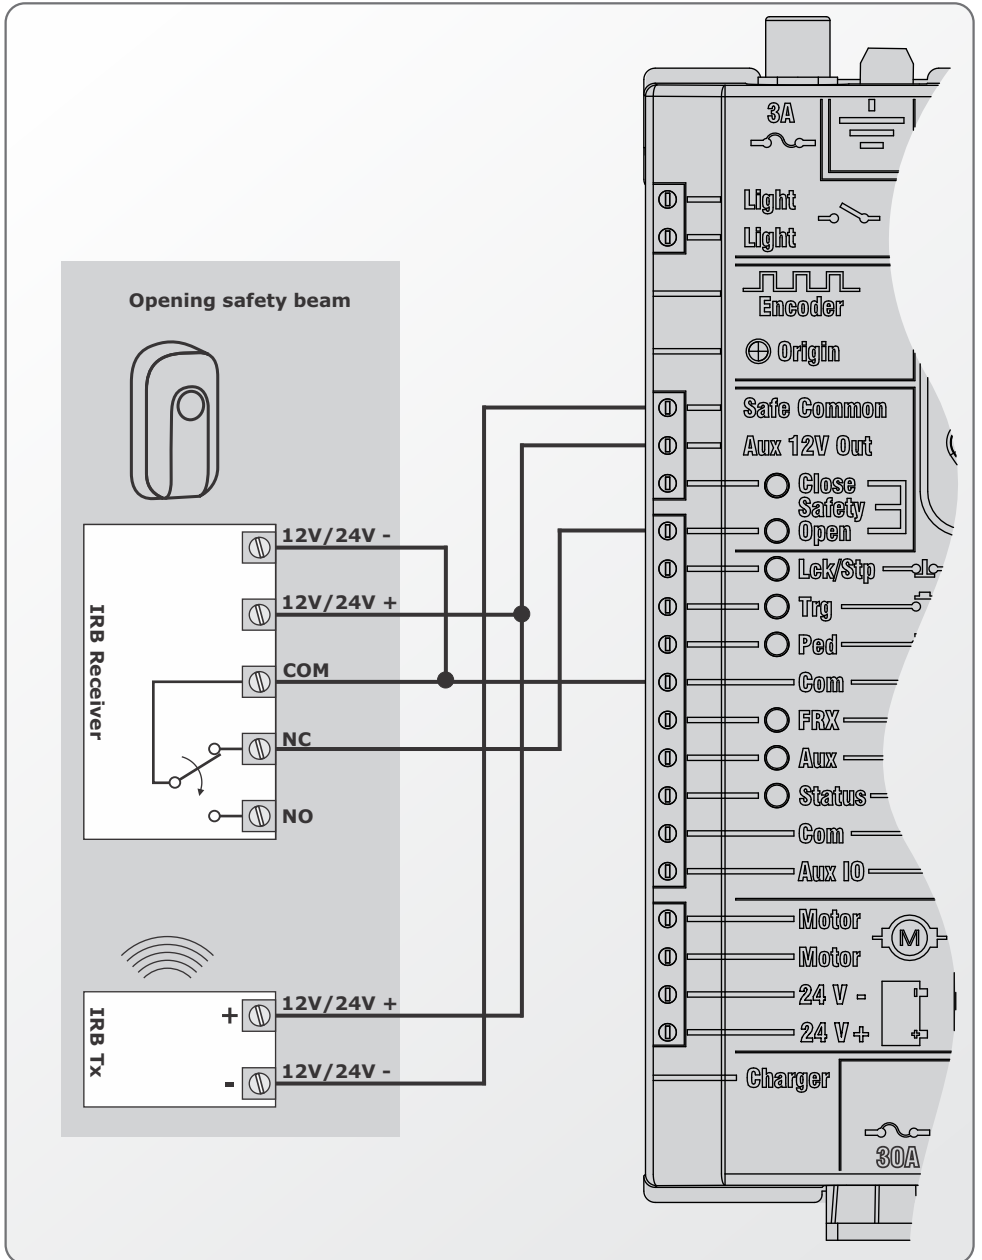 Opening safety beam
IRB Receiver
12V/24V -
12V/24V +
COM
NC
NO
IRB Tx
+
12V/24V +
-
12V/24V -
3A
Light
Light
Encoder
Origin
Safe Common
Aux 12V Out
Close
Safety
Open
Lck/Stp
Trg
Ped
Com
FRX
Aux
Status
Com
Aux IO
Motor
Motor
M
24 V -
24 V +
Charger
30A